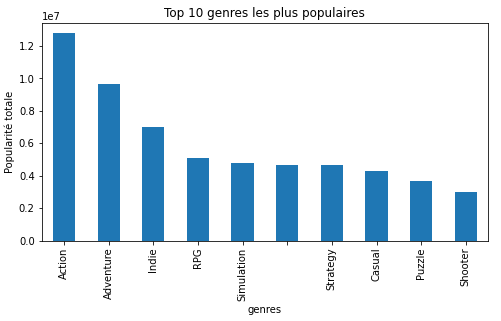 Top 10 genres les plus populaires
1e7
Popularité totale
1.2
1.0
0.8
0.6
0.4
0.2
0.0
Action
Adventure
Indie
RPG
Simulation
Strategy
Casual
Puzzle
Shooter
genres